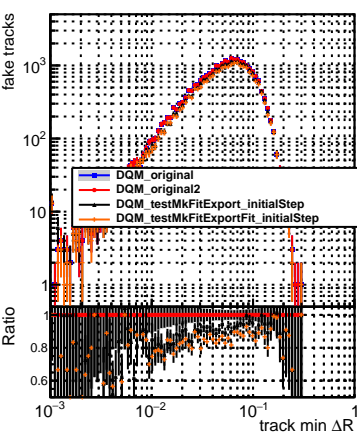 fake tracks
10³
10²
10
1
DQM_original
DQM_original2
DQM_testMkFitExport_initialStep
DQM_testMkFitExportFit_initialStep
Ratio
1
0.8
0.6
10⁻³
10⁻²
10⁻¹
1
track min ΔR